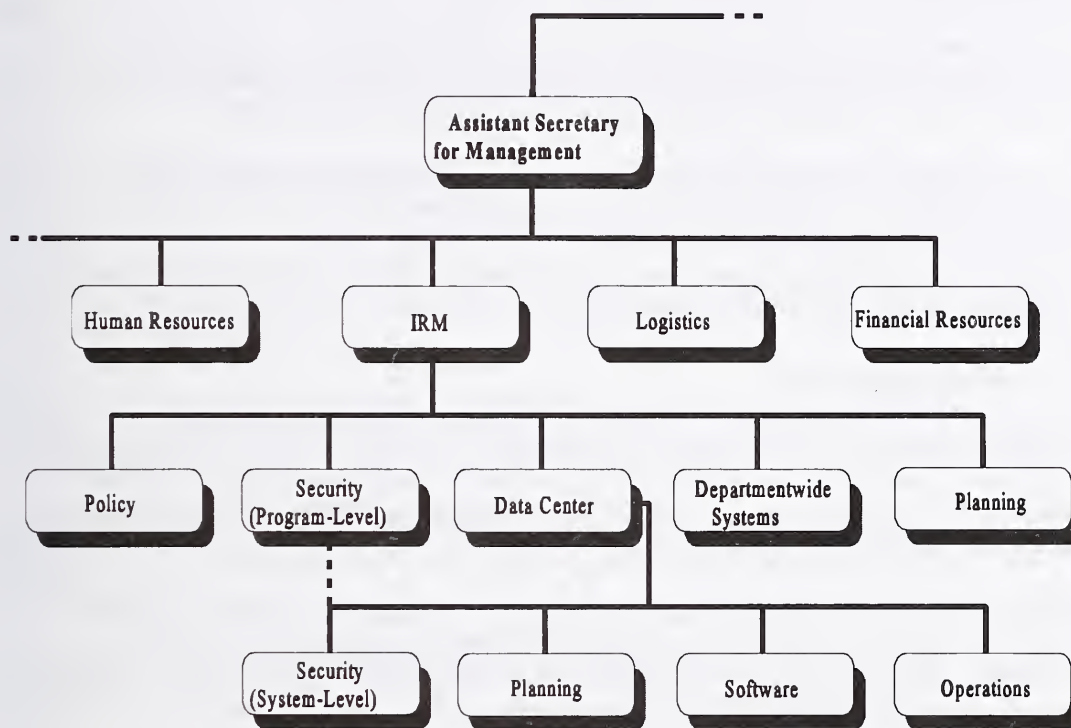 Assistant Secretary
for Management
Human Resources
IRM
Logistics
Financial Resources
Policy
Security
(Program-Level)
Data Center
Departmentwide
Systems
Planning
Security
(System-Level)
Planning
Software
Operations